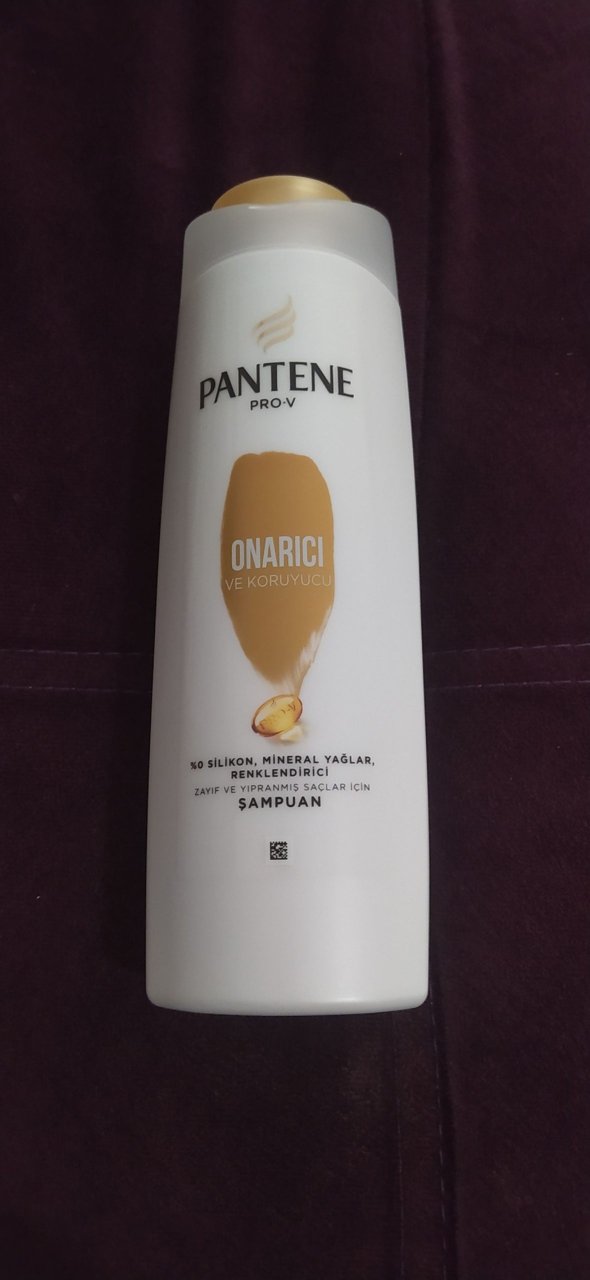 PANTENE
PRO-V
ONARICI
VE KORUYUCU
%0 SİLİKON, MİNERAL YAĞLAR,
RENKLENDİRİCİ
ZAYIF VE YIPRANMIŞ SAÇLAR İÇİN
ŞAMPUAN